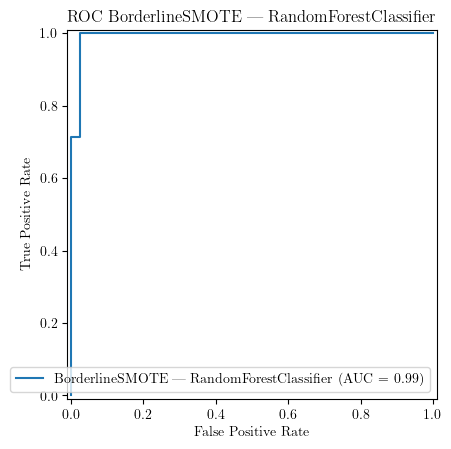 ROC BorderlineSMOTE — RandomForestClassifier
1.0
0.8
0.6
0.4
0.2
0.0
True Positive Rate
BorderlineSMOTE — RandomForestClassifier (AUC = 0.99)
0.0 0.2 0.4 0.6 0.8 1.0
False Positive Rate